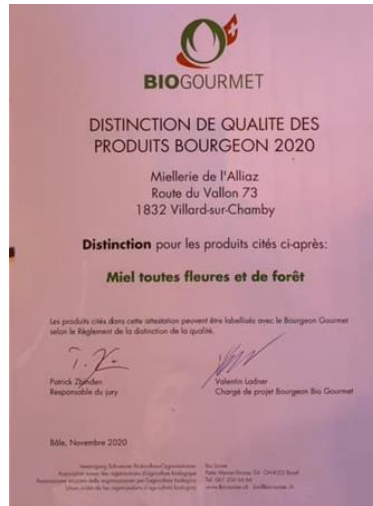 BIOGOURMET
DISTINCTION DE QUALITE DES
PRODUITS BOURGEON 2020
Miellerie de l'Alliaz
Route du Vallon 73
1832 Villard-sur-Chamby
Distinction pour les produits cités ci-après:
Miel toutes fleures et de forêt
Les produits cités dans cette attestation peuvent être labellisés avec le Bourgeon Gourmet
selon le Règlement de la distinction de la qualité.
Patrick Zbinden
Responsable du jury
Valentin Ladner
Chargé de projet Bourgeon Bio Gourmet
Bâle, Novembre 2020
Bio Suisse